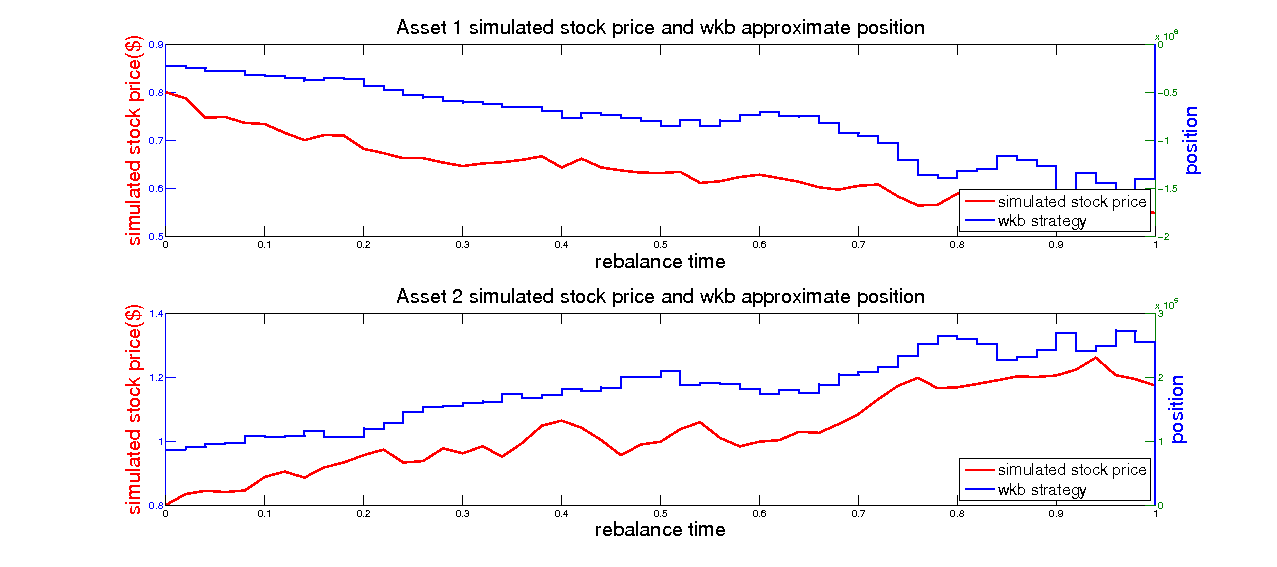 Asset 1 simulated stock price and wkb approximate position
simulated stock price($)
0.9
0.8
0.7
0.6
0.5
0 0.1 0.2 0.3 0.4 0.5 0.6 0.7 0.8 0.9 1
rebalance time
x 10
0
-0.5
-1
-1.5
-2
position
simulated stock price
wkb strategy
Asset 2 simulated stock price and wkb approximate position
simulated stock price($)
1.4
1.2
1
0.8
0 0.1 0.2 0.3 0.4 0.5 0.6 0.7 0.8 0.9 1
rebalance time
x 10
3
2
1
0
position
simulated stock price
wkb strategy